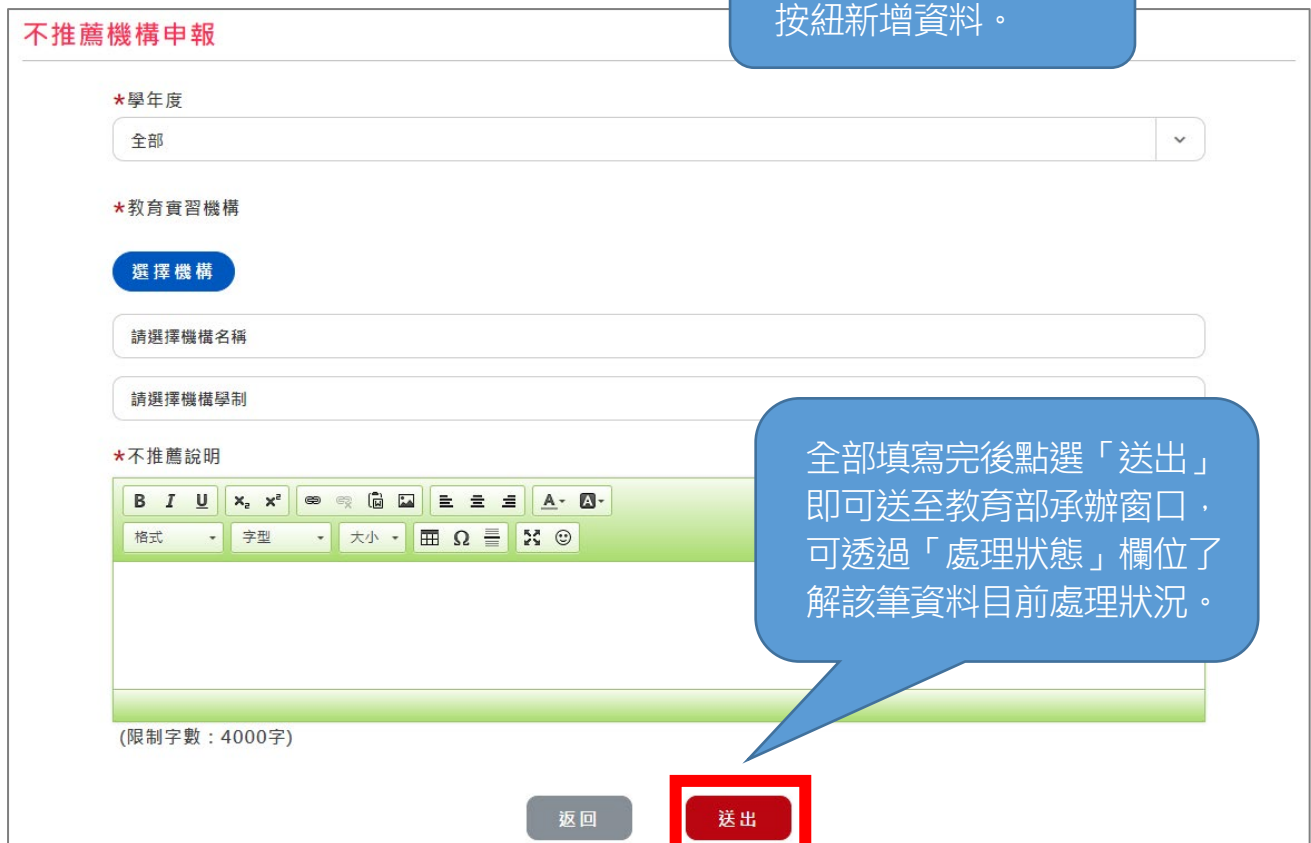 按紐新增資料。
不推薦機構申報
*學年度
全部
*教育實習機構
選擇機構
請選擇機構名稱
請選擇機構學制
*不推薦說明
B I U x₂ x² A A
格式 字型 大小 Ω
全部填寫完後點選「送出」
即可送至教育部承辦窗口，
可透過「處理狀態」欄位了
解該筆資料目前處理狀況。
(限制字數：4000字)
返回 送出